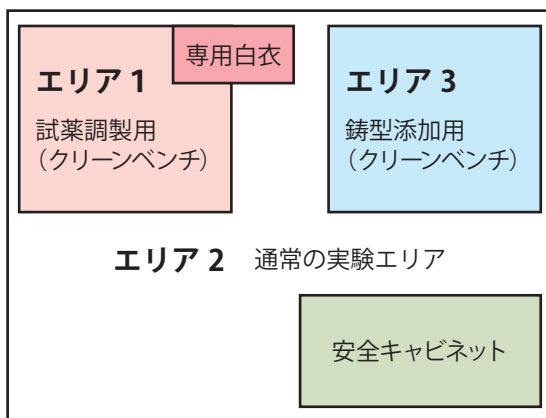 エリア 1
試薬調製用
（クリーンベンチ）
専用白衣
エリア 3
鋳型添加用
（クリーンベンチ）
エリア 2　通常の実験エリア
安全キャビネット